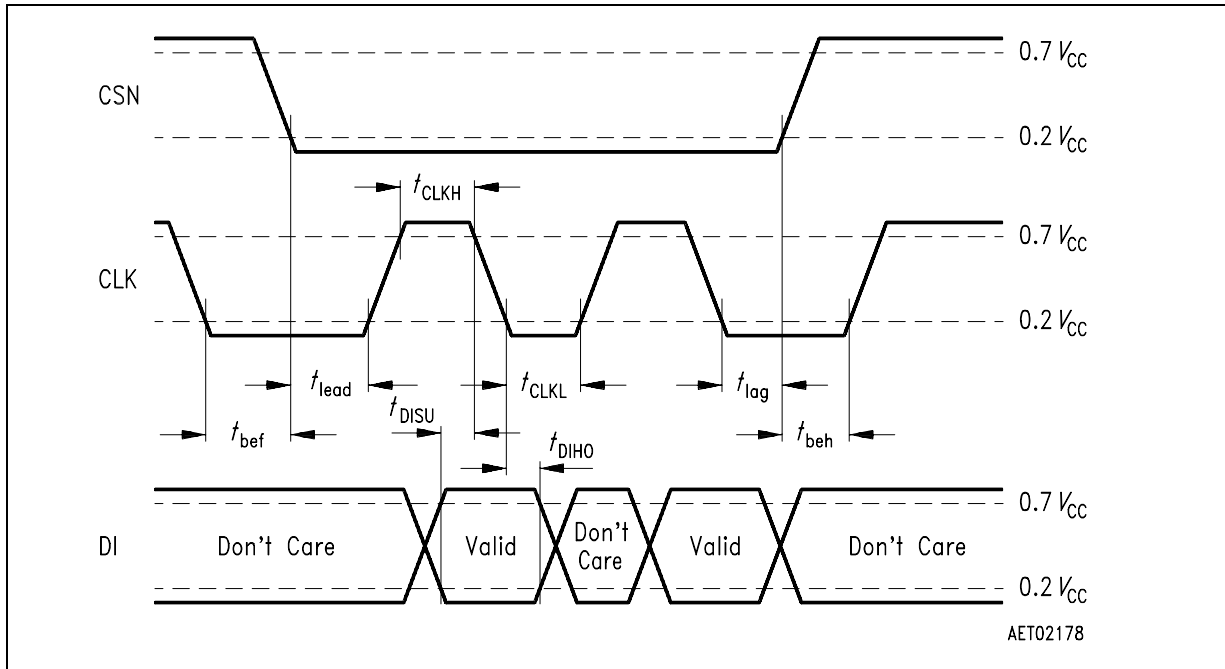 0.7 VCC
CSN
0.2 VCC
tCLKH
0.7 VCC
CLK
0.2 VCC
tlead
tCLKL
tlag
tDISU
tbef
tDIHO
tbeh
0.7 VCC
DI
Don't Care
Valid
Don't
Care
Valid
Don't Care
0.2 VCC
AET02178